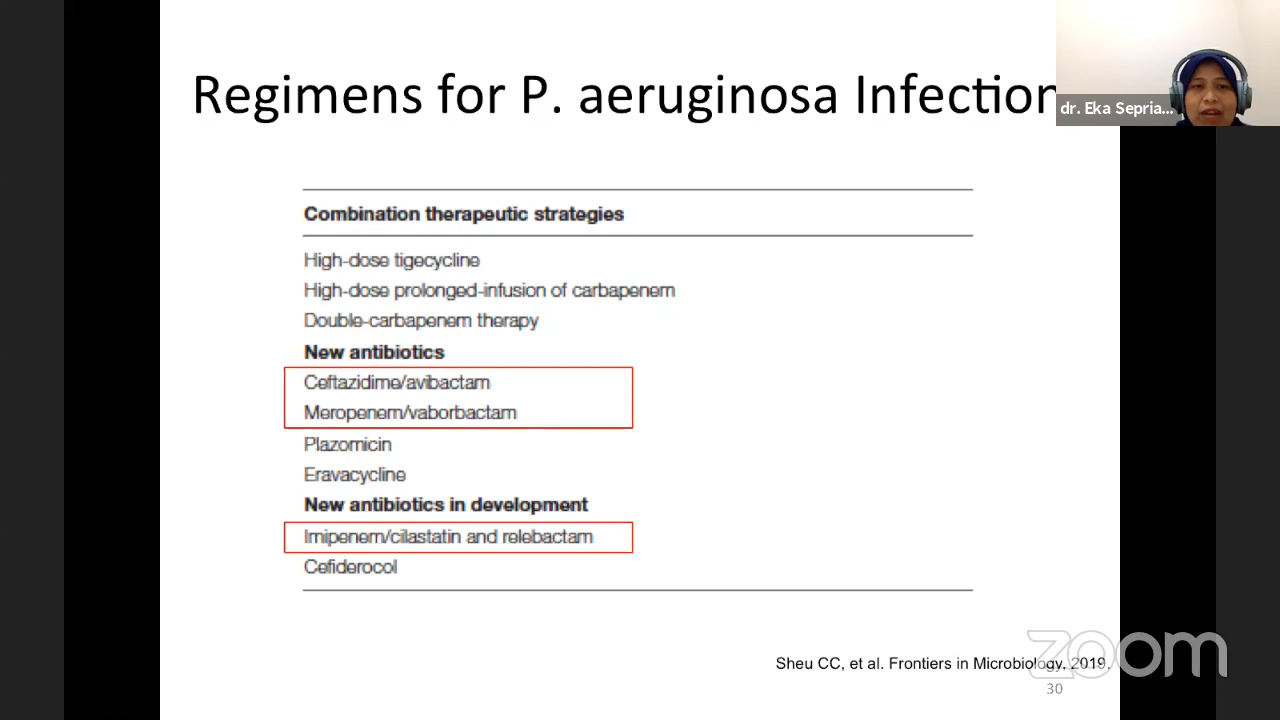 Regimens for P. aeruginosa Infection
dr. Eka Sepria...
Combination therapeutic strategies
High-dose tigecycline
High-dose prolonged-infusion of carbapenem
Double-carbapenem therapy
New antibiotics
Ceftazidime/avibactam
Meropenem/vaborbactam
Plazomicin
Eravacycline
New antibiotics in development
Imipenem/cilastatin and relebactam
Cefiderocol
Sheu CC, et al. Frontiers in Microbiology, 2019.
zoom
30